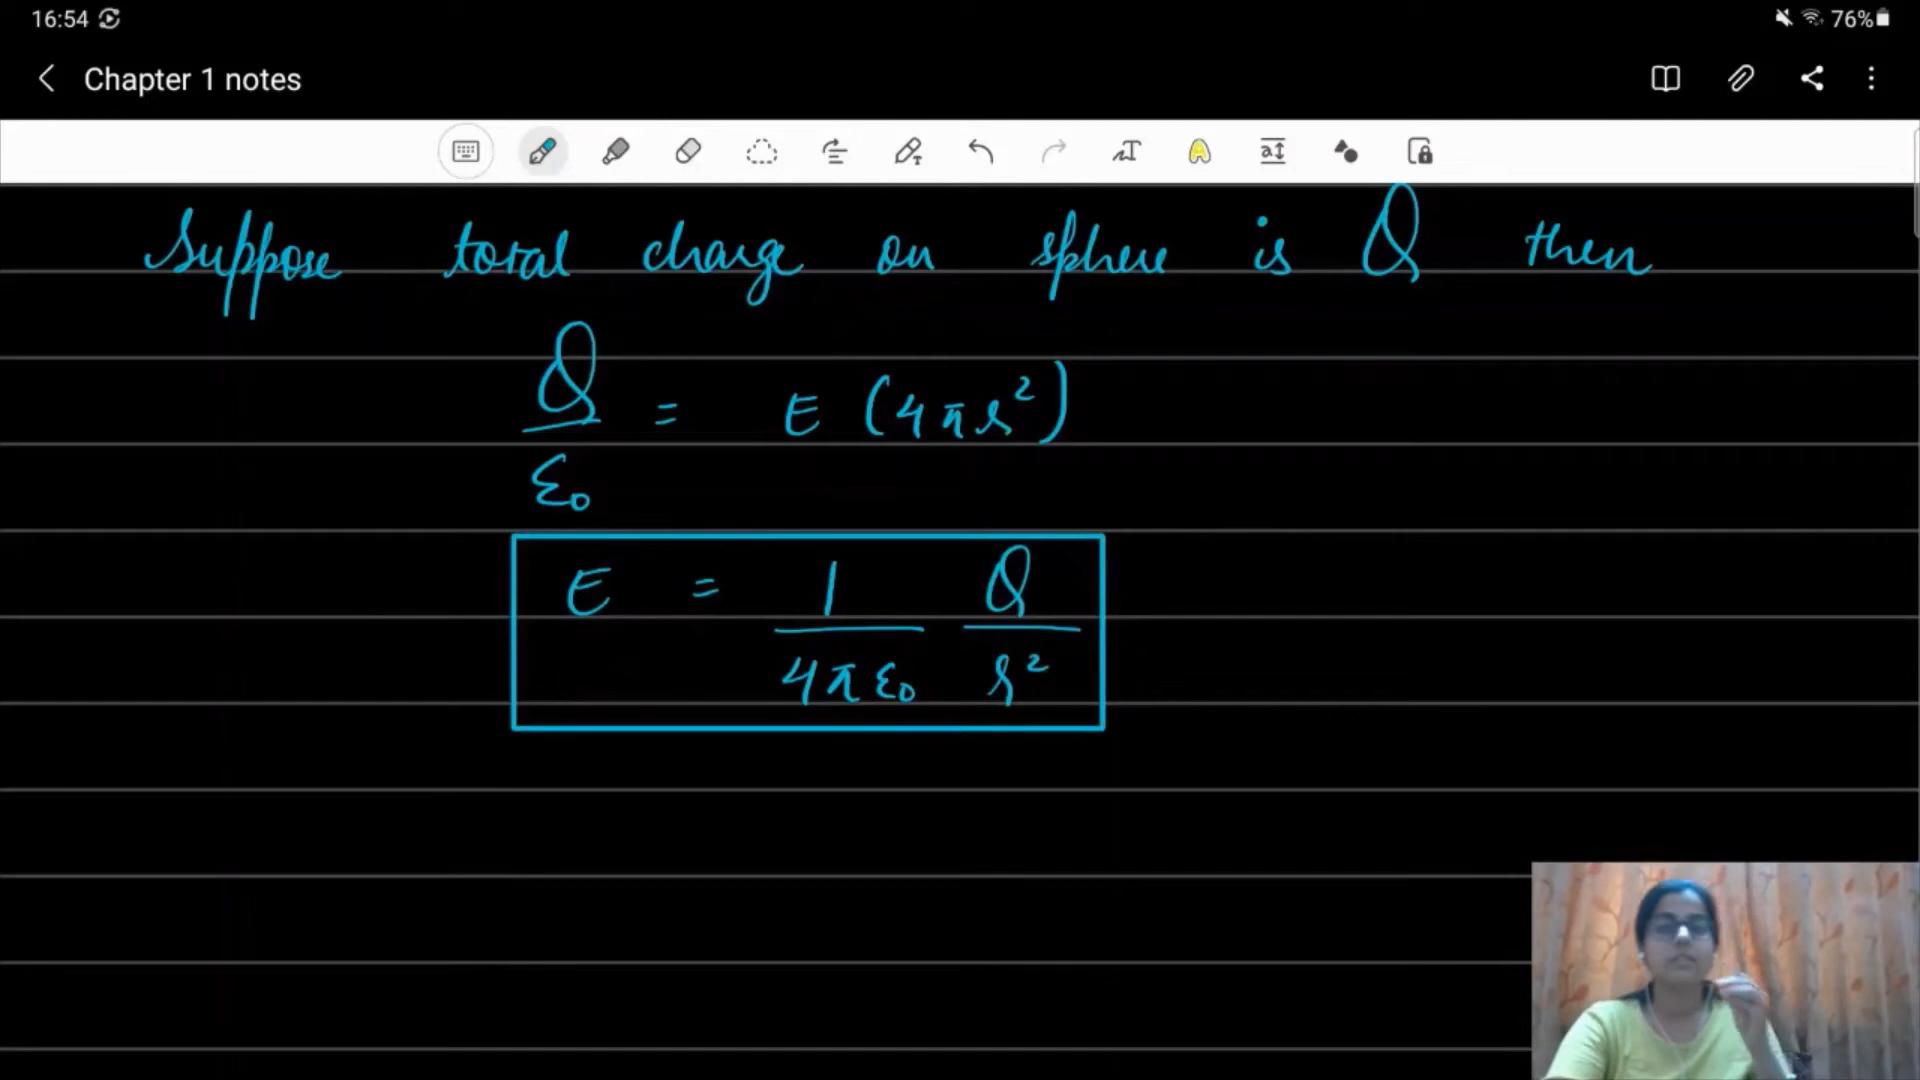 16:54 76%
Chapter 1 notes
Suppose total charge on sphere is Q then
Q/ε₀ = E (4πr²)
E = 1/4πε₀ Q/r²